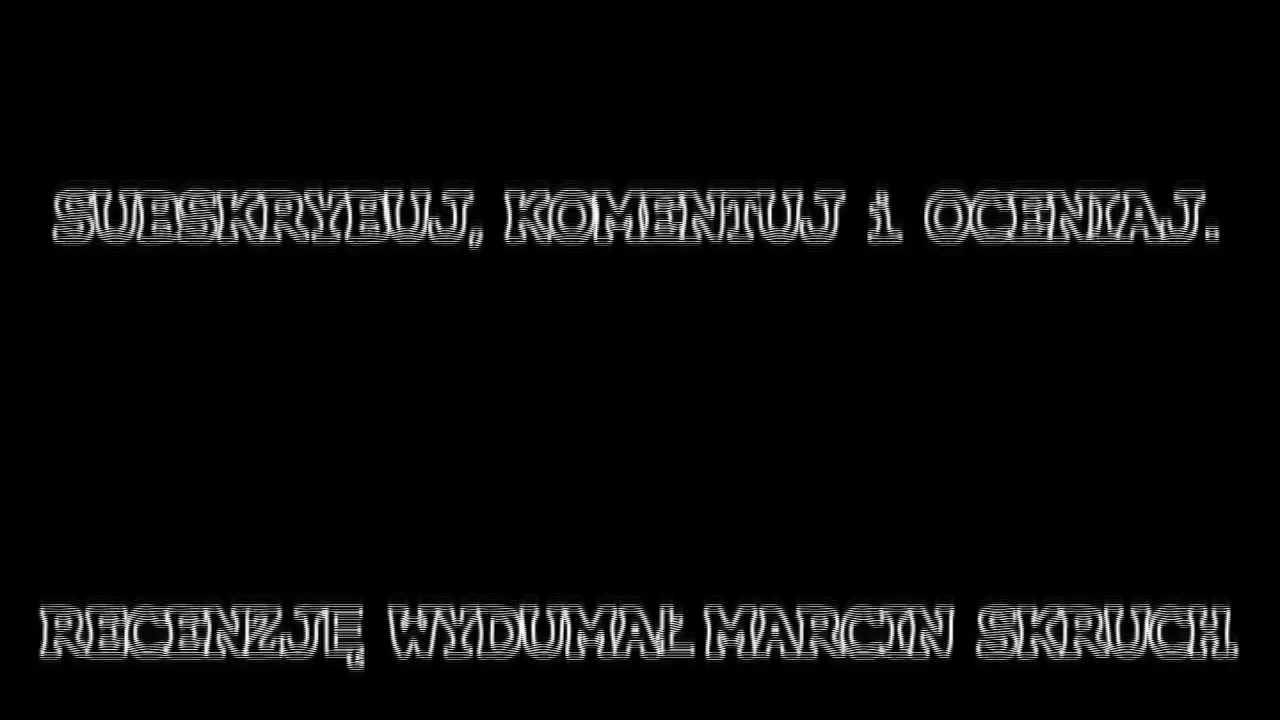 SUBSKRYBUJ, KOMENTUJ i OCENIAJ.
RECENZJĘ WYDUMAŁ MARCIN SKRUCH.